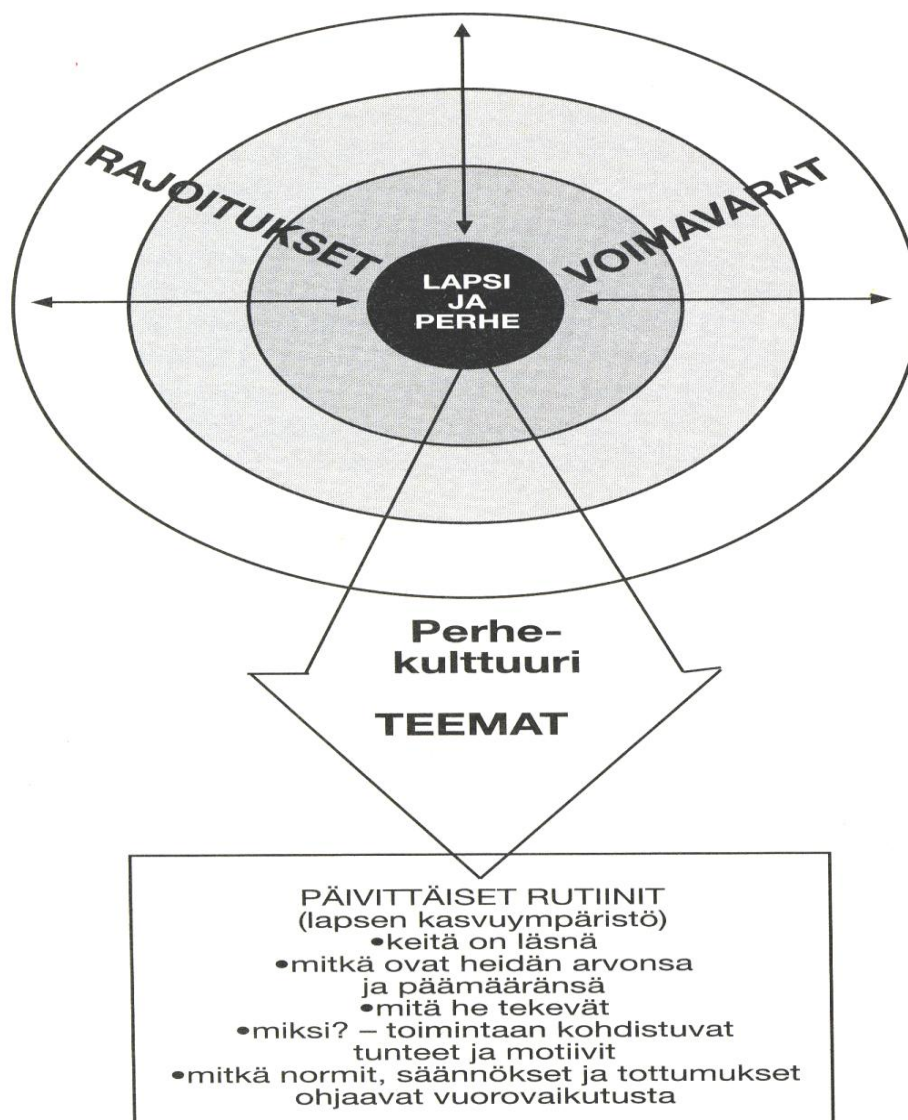 RAJOITUKSET
VOIMAVARAT
LAPSI
JA
PERHE
Perhe-
kulttuuri
TEEMAT
PÄIVITTÄISET RUTIINIT
(lapsen kasvuympäristö)
•keitä on läsnä
•mitkä ovat heidän arvonsa
ja päämääränsä
•mitä he tekevät
•miksi? – toimintaan kohdistuvat
tunteet ja motiivit
•mitkä normit, säännökset ja tottumukset
ohjaavat vuorovaikutusta